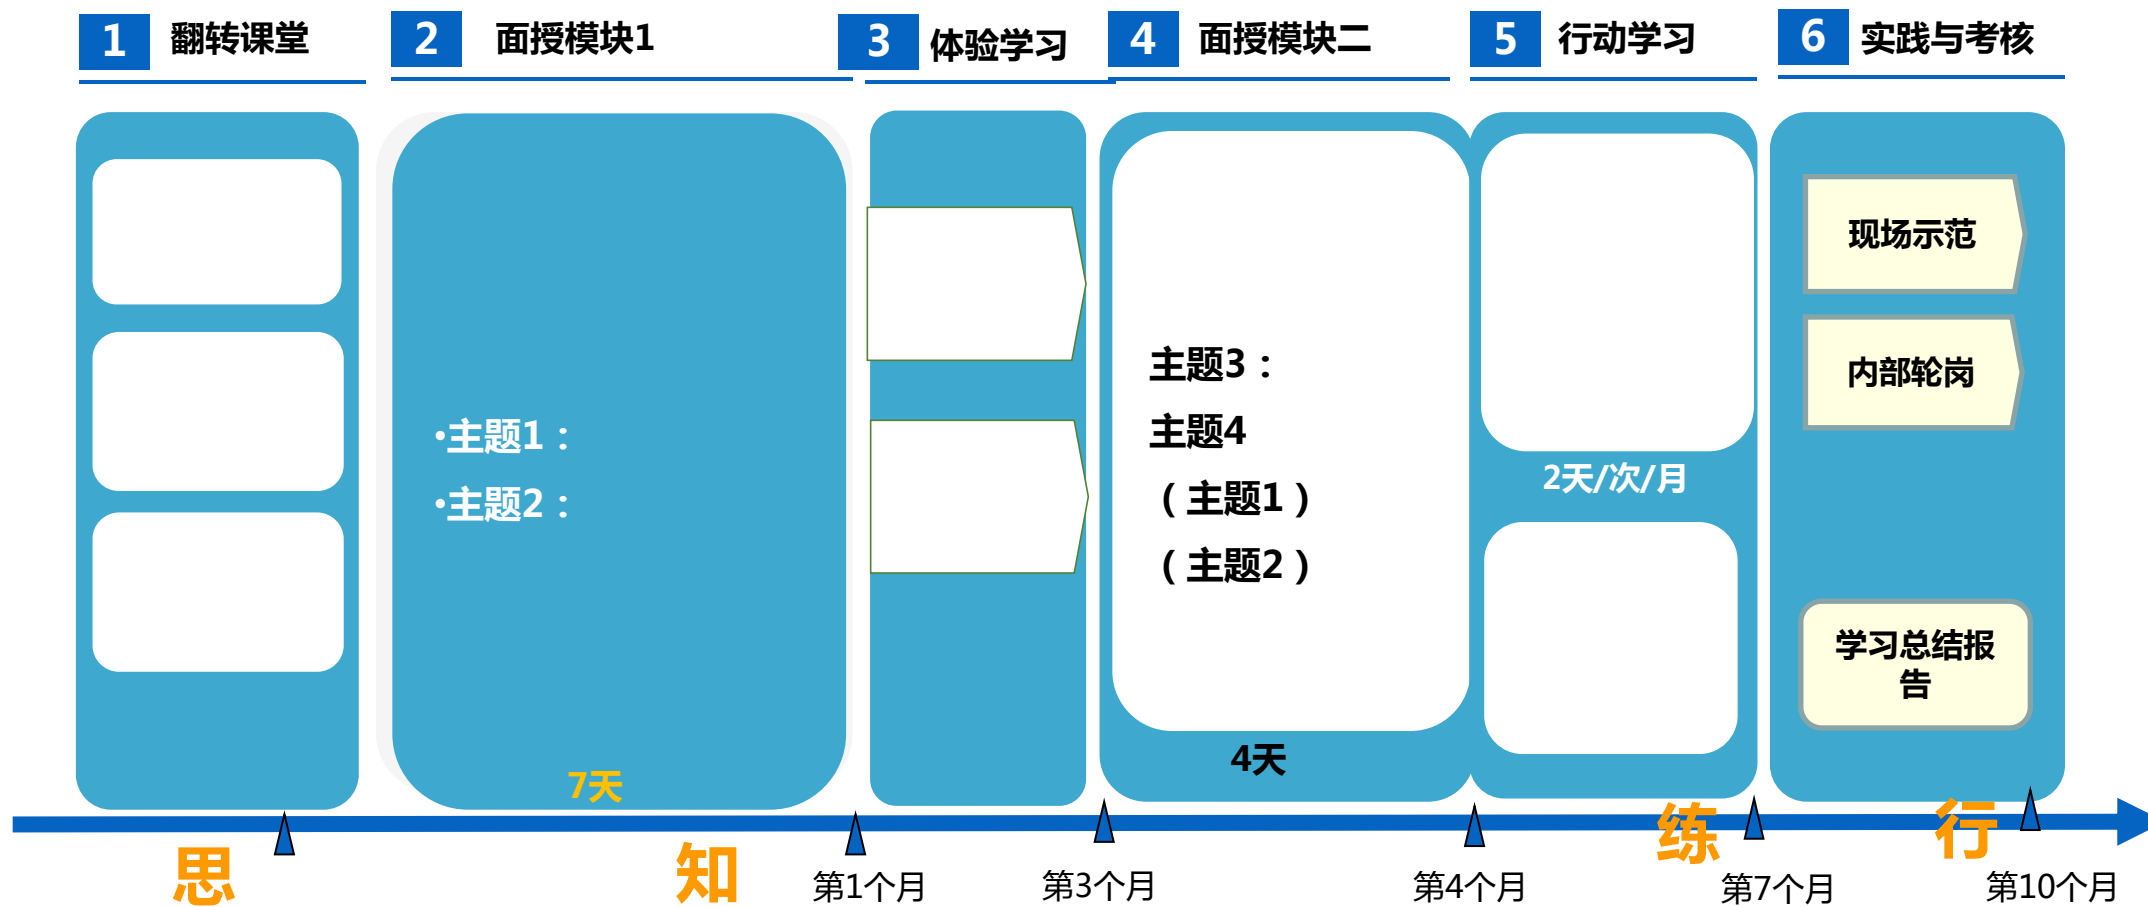 1 翻转课堂
2 面授模块1
3 体验学习
4 面授模块二
5 行动学习
6 实践与考核
•主题1：
•主题2：
7天
主题3：
主题4
（主题1）
（主题2）
4天
2天/次/月
现场示范
内部轮岗
学习总结报
告
思
知
练
行
第1个月
第3个月
第4个月
第7个月
第10个月